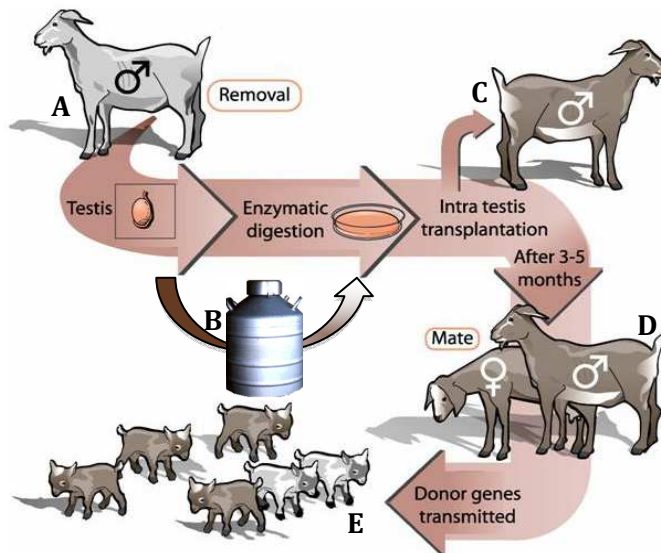 A
Removal
C
Testis
Enzymatic
digestion
Intra testis
transplantation
After 3-5
months
B
D
Mate
Donor genes
transmitted
E